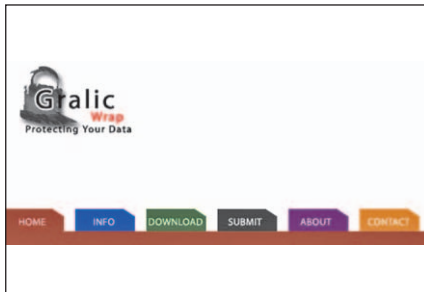 Gralic
Wrap
Protecting Your Data
HOME INFO DOWNLOAD SUBMIT ABOUT CONTACT